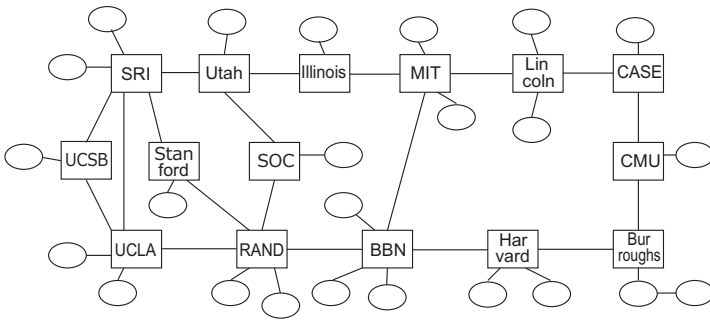 SRI
Utah
Illinois
MIT
Lin
coln
CASE
UCSB
Stan
ford
SOC
CMU
UCLA
RAND
BBN
Har
vard
Bur
roughs